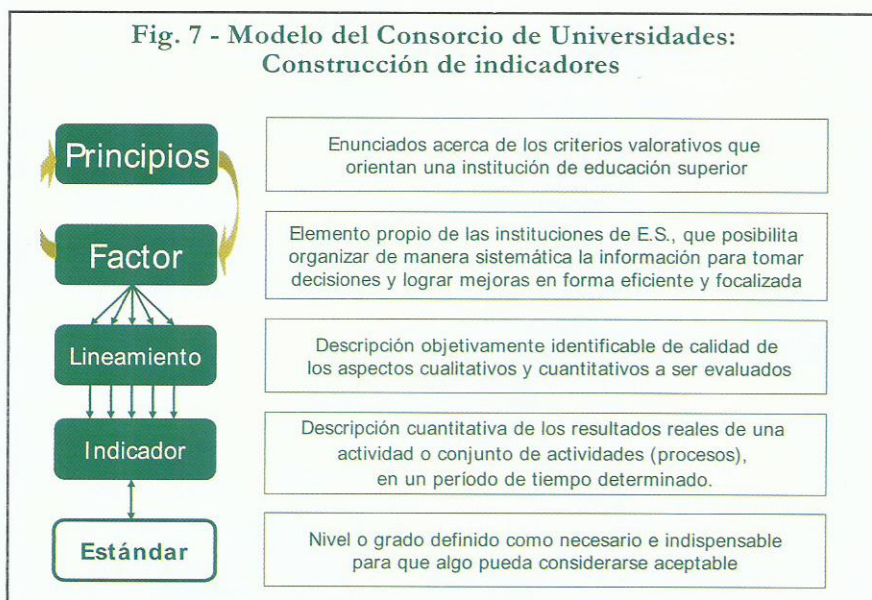 Fig. 7 - Modelo del Consorcio de Universidades:
Construcción de indicadores
Principios
Enunciados acerca de los criterios valorativos que
orientan una institución de educación superior
Factor
Elemento propio de las instituciones de E.S., que posibilita
organizar de manera sistemática la información para tomar
decisiones y lograr mejoras en forma eficiente y focalizada
Lineamiento
Descripción objetivamente identificable de calidad de
los aspectos cualitativos y cuantitativos a ser evaluados
Indicador
Descripción cuantitativa de los resultados reales de una
actividad o conjunto de actividades (procesos),
en un período de tiempo determinado.
Estándar
Nivel o grado definido como necesario e indispensable
para que algo pueda considerarse aceptable